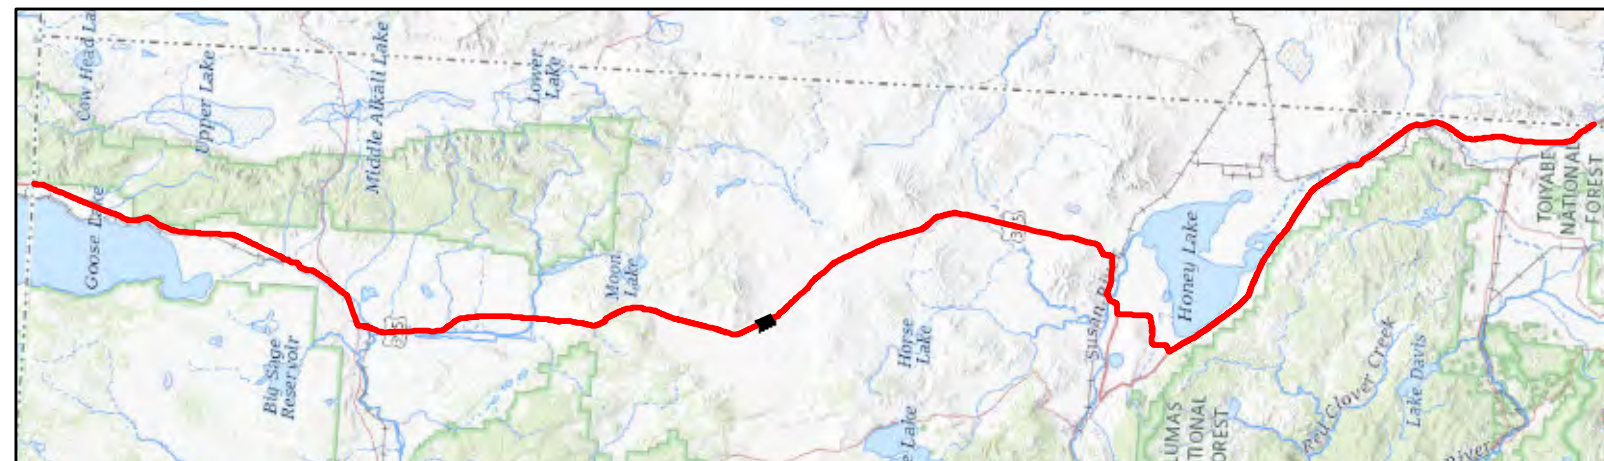 Cow Head La
Upper Lake
Middle Alkali Lake
Lower
Lake
Goose Lake
Moon
Lake
395
Big Sage
Reservoir
395
Horse
Lake
e Lake
Susan Ri
Honey Lake
TOIYABE
NATIONAL
FOREST
Red Clover Creek
Lake Davis
LUMAS
TIONAL
OREST
River